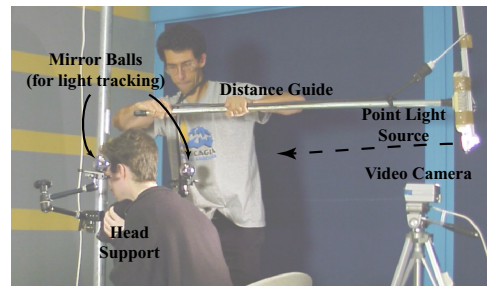 Mirror Balls
(for light tracking)
Distance Guide
Point Light
Source
Video Camera
Head
Support